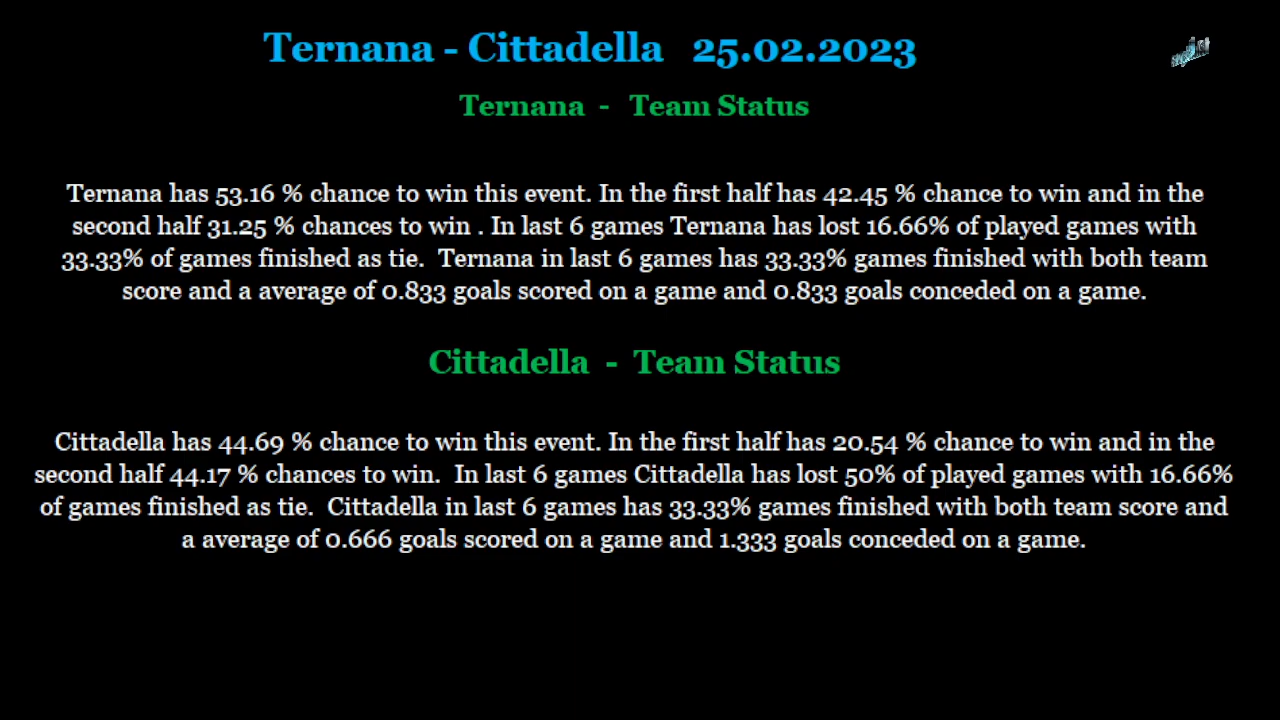 Ternana - Cittadella 25.02.2023
Ternana - Team Status
Ternana has 53.16 % chance to win this event. In the first half has 42.45 % chance to win and in the
second half 31.25 % chances to win . In last 6 games Ternana has lost 16.66% of played games with
33.33% of games finished as tie. Ternana in last 6 games has 33.33% games finished with both team
score and a average of 0.833 goals scored on a game and 0.833 goals conceded on a game.
Cittadella - Team Status
Cittadella has 44.69 % chance to win this event. In the first half has 20.54 % chance to win and in the
second half 44.17 % chances to win. In last 6 games Cittadella has lost 50% of played games with 16.66%
of games finished as tie. Cittadella in last 6 games has 33.33% games finished with both team score and
a average of 0.666 goals scored on a game and 1.333 goals conceded on a game.